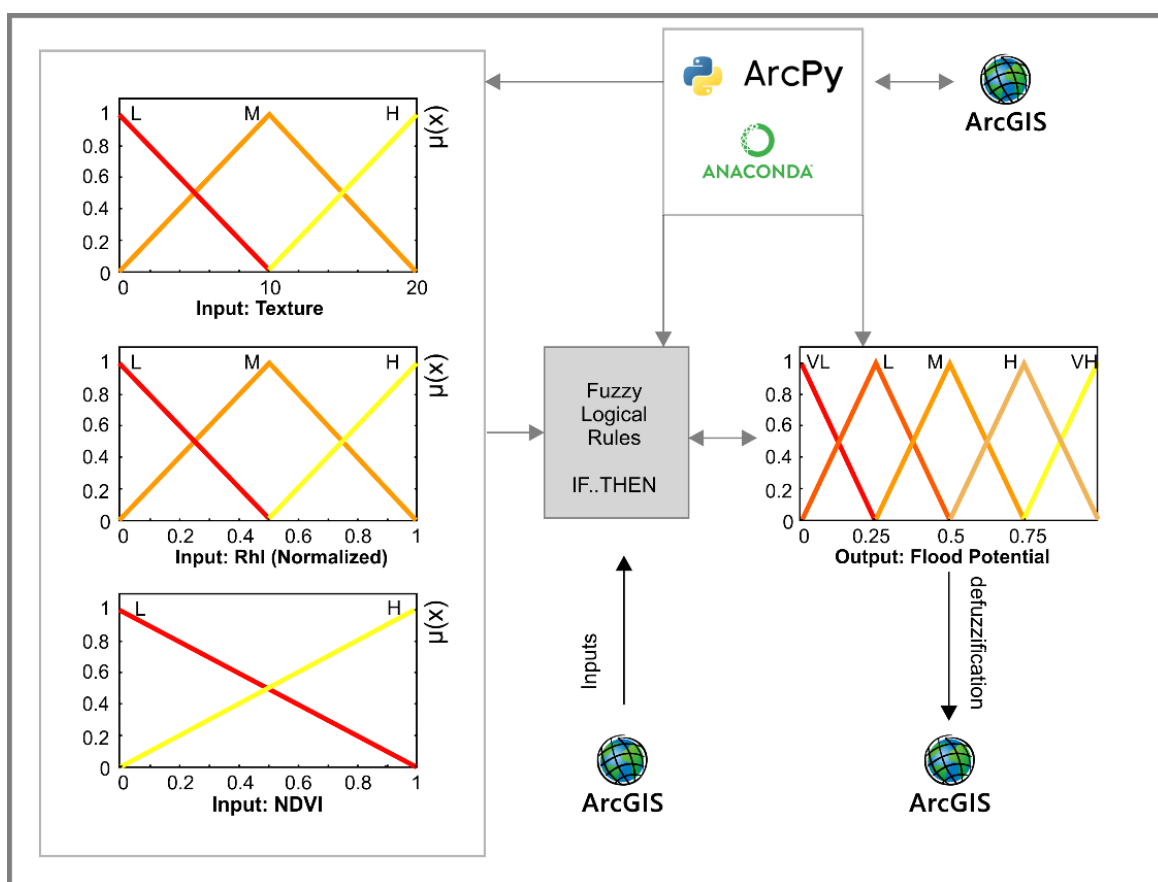 ArcPy
ANACONDA
ArcGIS
1
0.8
0.6
0.4
0.2
0
L
M
H
μ(x)
0
10
20
Input: Texture
1
0.8
0.6
0.4
0.2
0
L
M
H
μ(x)
0
0.2
0.4
0.6
0.8
1
Input: RhI (Normalized)
1
0.8
0.6
0.4
0.2
0
L
H
μ(x)
0
0.2
0.4
0.6
0.8
1
Input: NDVI
Fuzzy
Logical
Rules
IF..THEN
Inputs
ArcGIS
1
0.8
0.6
0.4
0.2
0
VL
L
M
H
VH
0
0.25
0.5
0.75
Output: Flood Potential
defuzzification
ArcGIS